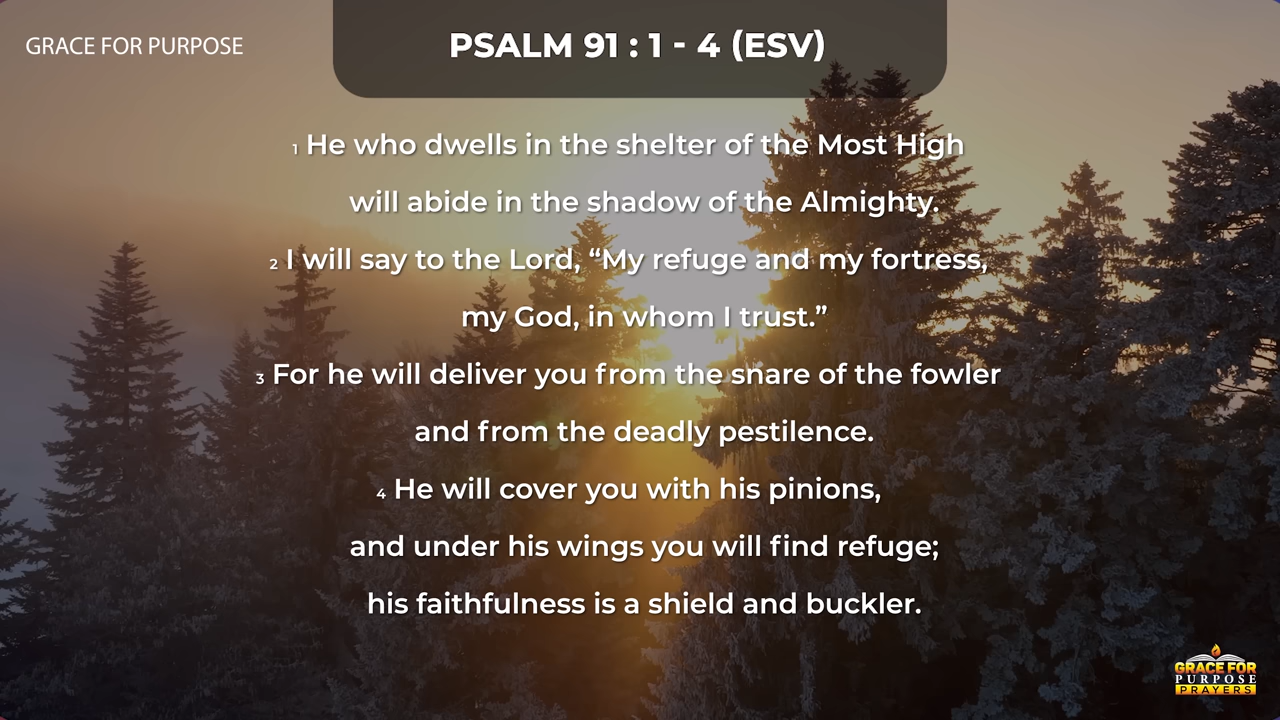 GRACE FOR PURPOSE
PSALM 91 : 1 - 4 (ESV)
1 He who dwells in the shelter of the Most High
will abide in the shadow of the Almighty.
2 I will say to the Lord, “My refuge and my fortress,
my God, in whom I trust.”
3 For he will deliver you from the snare of the fowler
and from the deadly pestilence.
4 He will cover you with his pinions,
and under his wings you will find refuge;
his faithfulness is a shield and buckler.
GRACE FOR
PURPOSE
PRAYERS